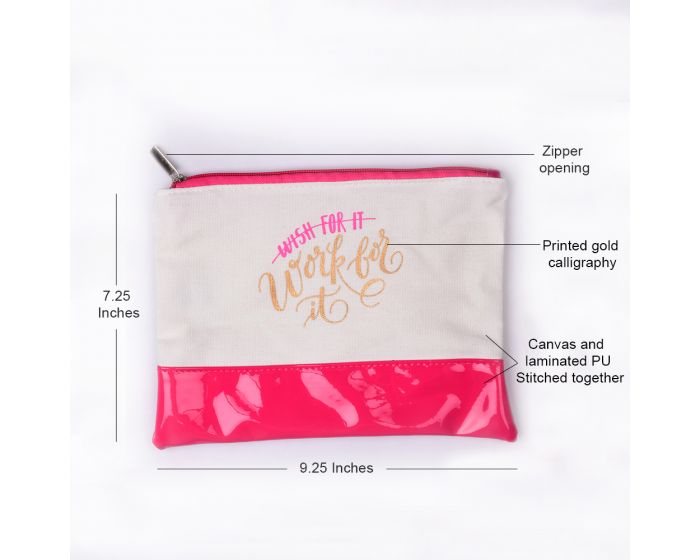 Zipper
opening
WISH FOR IT
Work for
it
Printed gold
calligraphy
7.25
Inches
Canvas and
laminated PU
Stitched together
9.25 Inches